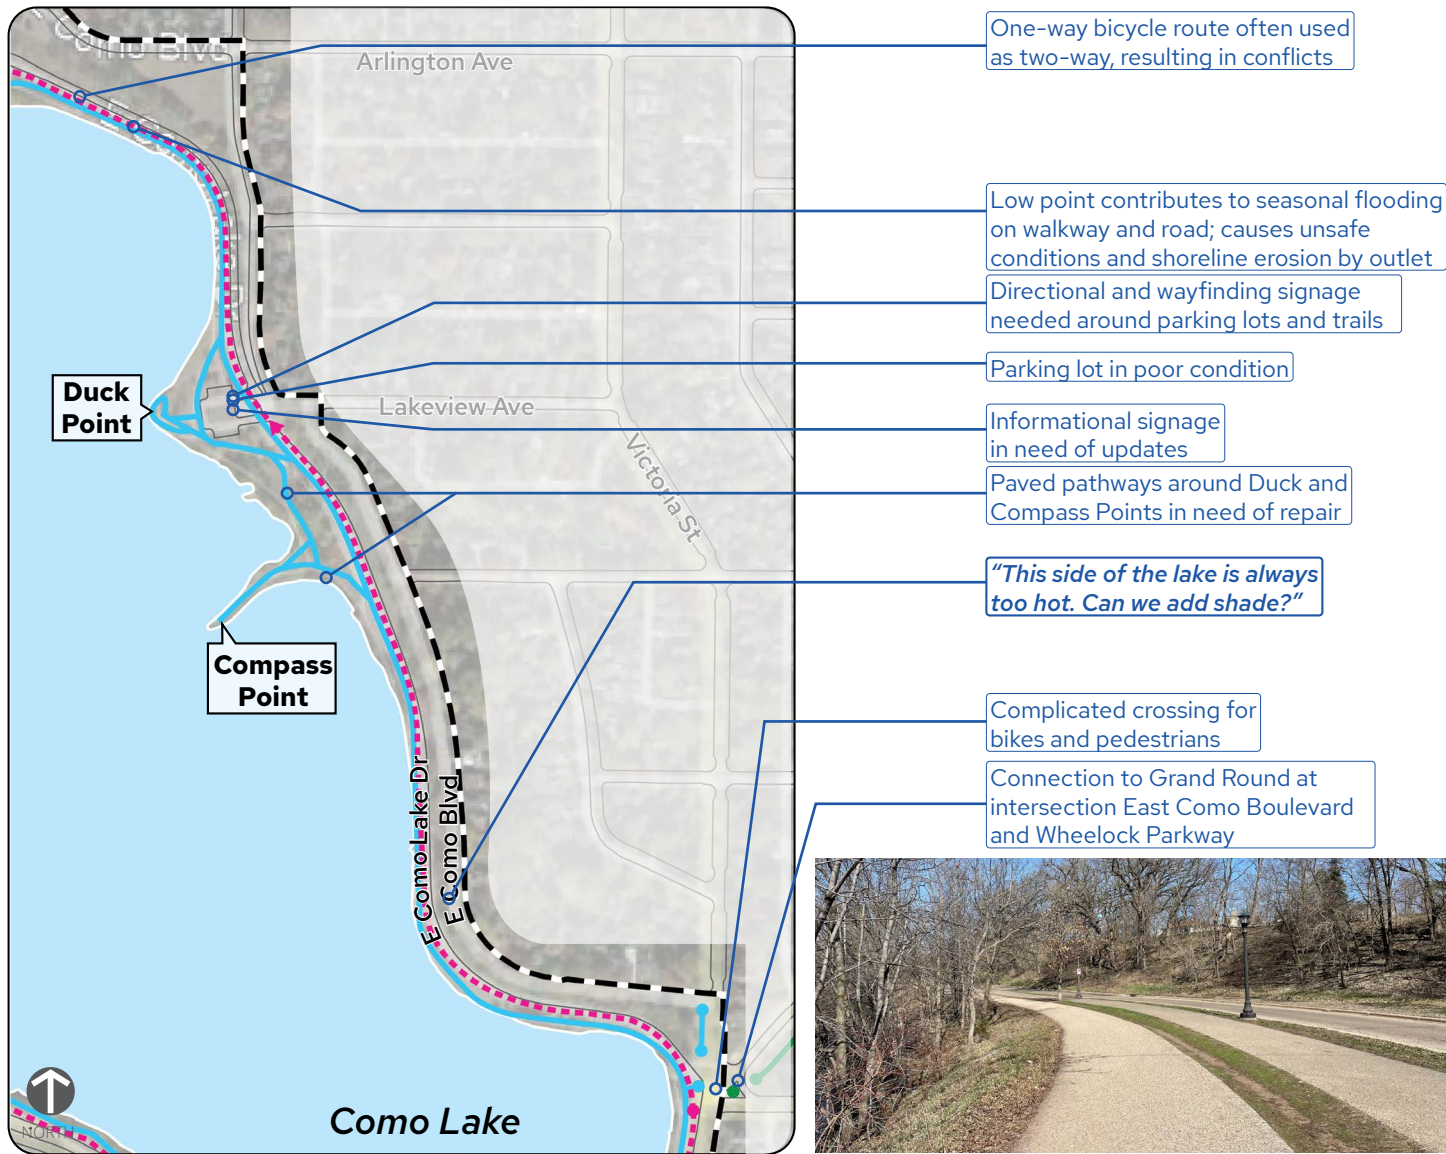 One-way bicycle route often used
as two-way, resulting in conflicts
Como Blvd
Arlington Ave
Low point contributes to seasonal flooding
on walkway and road; causes unsafe
conditions and shoreline erosion by outlet
Directional and wayfinding signage
needed around parking lots and trails
Parking lot in poor condition
Duck
Point
Lakeview Ave
Informational signage
in need of updates
Victoria St
Paved pathways around Duck and
Compass Points in need of repair
“This side of the lake is always
too hot. Can we add shade?”
Compass
Point
Complicated crossing for
bikes and pedestrians
E Como Lake Dr
E Como Blvd
Connection to Grand Round at
intersection East Como Boulevard
and Wheelock Parkway
NORTH
Como Lake